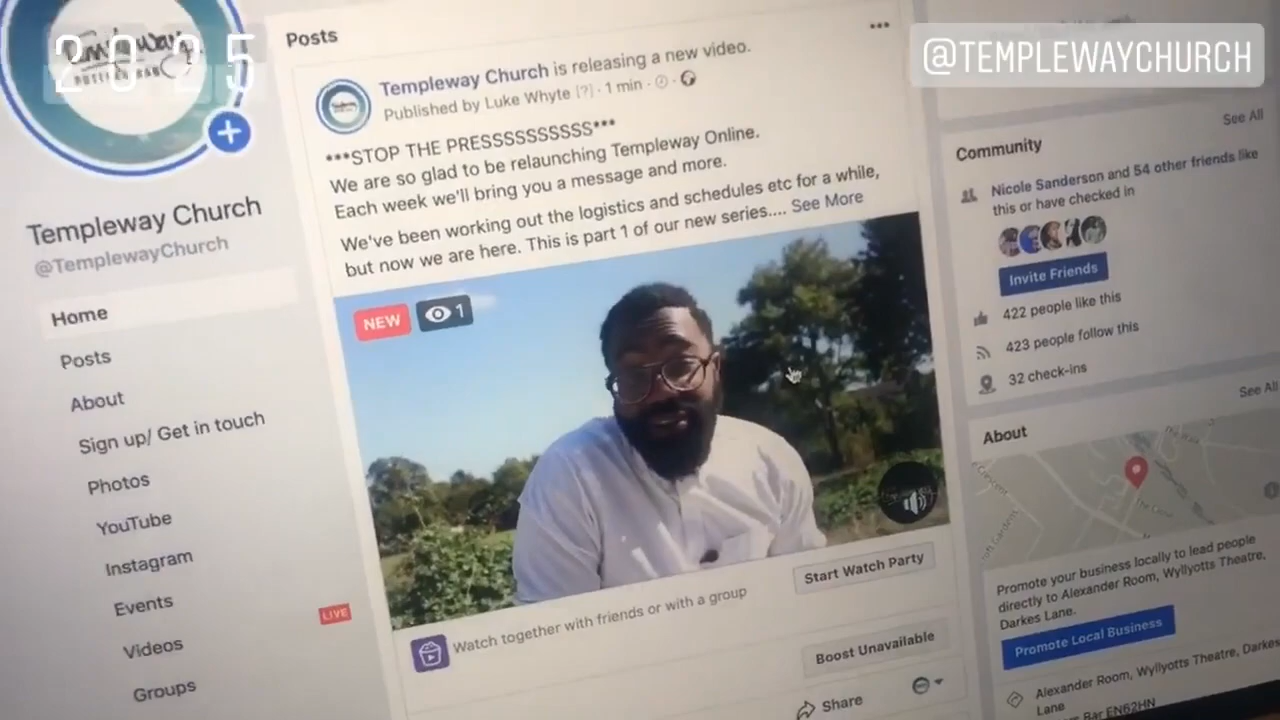 20:25
@TEMPLEWAYCHURCH
Templeway
Templeway Church
@TemplewayChurch
Home
Posts
About
Sign up/ Get in touch
Photos
YouTube
Instagram
Events
LIVE
Videos
Groups
Posts
Templeway Church is releasing a new video.
Published by Luke Whyte [?] · 1 min ·
***STOP THE PRESSSSSSSSSS***
We are so glad to be relaunching Templeway Online.
Each week we'll bring you a message and more.
We've been working out the logistics and schedules etc for a while,
but now we are here. This is part 1 of our new series.... See More
NEW
1
Watch together with friends or with a group
Start Watch Party
Boost Unavailable
Share
See All
Community
Nicole Sanderson and 54 other friends like
this or have checked in
Invite Friends
422 people like this
423 people follow this
32 check-ins
See All
About
Promote your business locally to lead people
directly to Alexander Room, Wyllyotts Theatre,
Darkes Lane.
Promote Local Business
Alexander Room, Wyllyotts Theatre, Darkes
Lane
Bar EN62HN